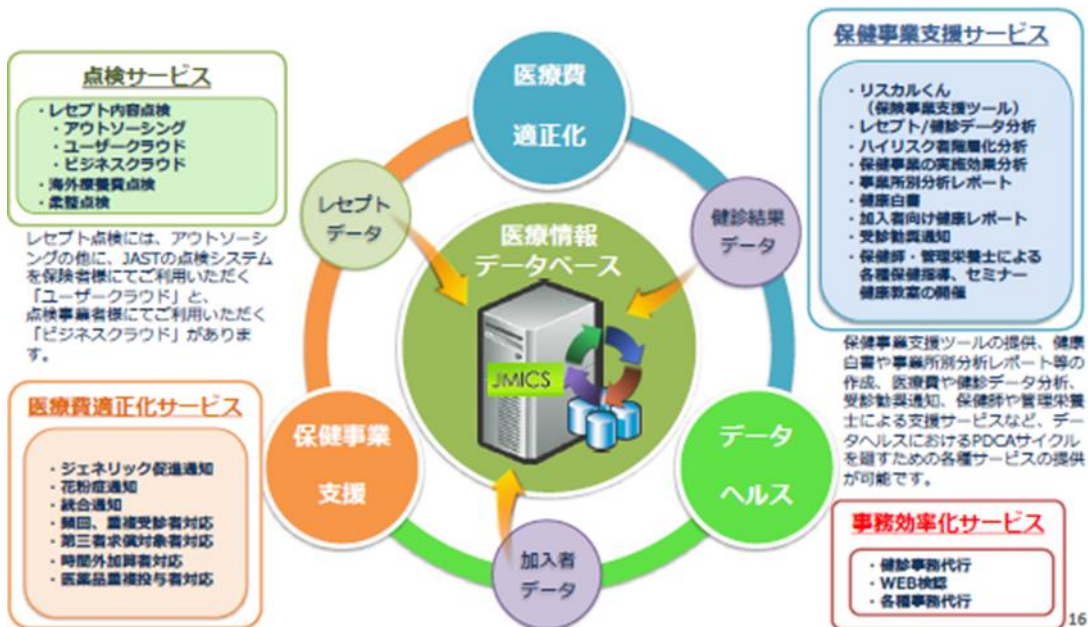 点検サービス
・レセプト内容点検
・アウトソーシング
・ユーザークラウド
・ビジネスクラウド
・海外療養費点検
・柔整点検
レセプト点検には、アウトソーシ
ングの他に、JASTの点検システム
を保険者様にてご利用いただく
「ユーザークラウド」と、
点検事業者様にてご利用いただく
「ビジネスクラウド」がありま
す。
医療費適正化サービス
・ジェネリック促進通知
・花粉症通知
・統合通知
・頻回、重複受診者対応
・第三者求償対象者対応
・時間外加算者対応
・医薬品重複投与者対応
医療費
適正化
レセプト
データ
健診結果
データ
医療情報
データベース
JMICS
保健事業
支援
データ
ヘルス
加入者
データ
保健事業支援サービス
・リスカルくん
（保険事業支援ツール）
・レセプト/健診データ分析
・ハイリスク者階層化分析
・保健事業の実施効果分析
・事業所別分析レポート
・健康白書
・加入者向け健康レポート
・受診勧奨通知
・保健師・管理栄養士による
各種保健指導、セミナー
健康教室の開催
保健事業支援ツールの提供、健康
白書や事業所別分析レポート等の
作成、医療費や健診データ分析、
受診勧奨通知、保健師や管理栄養
士による支援サービスなど、デー
タヘルスにおけるPDCAサイクル
を廻すための各種サービスの提供
が可能です。
事務効率化サービス
・健診事務代行
・WEB検認
・各種事務代行
16